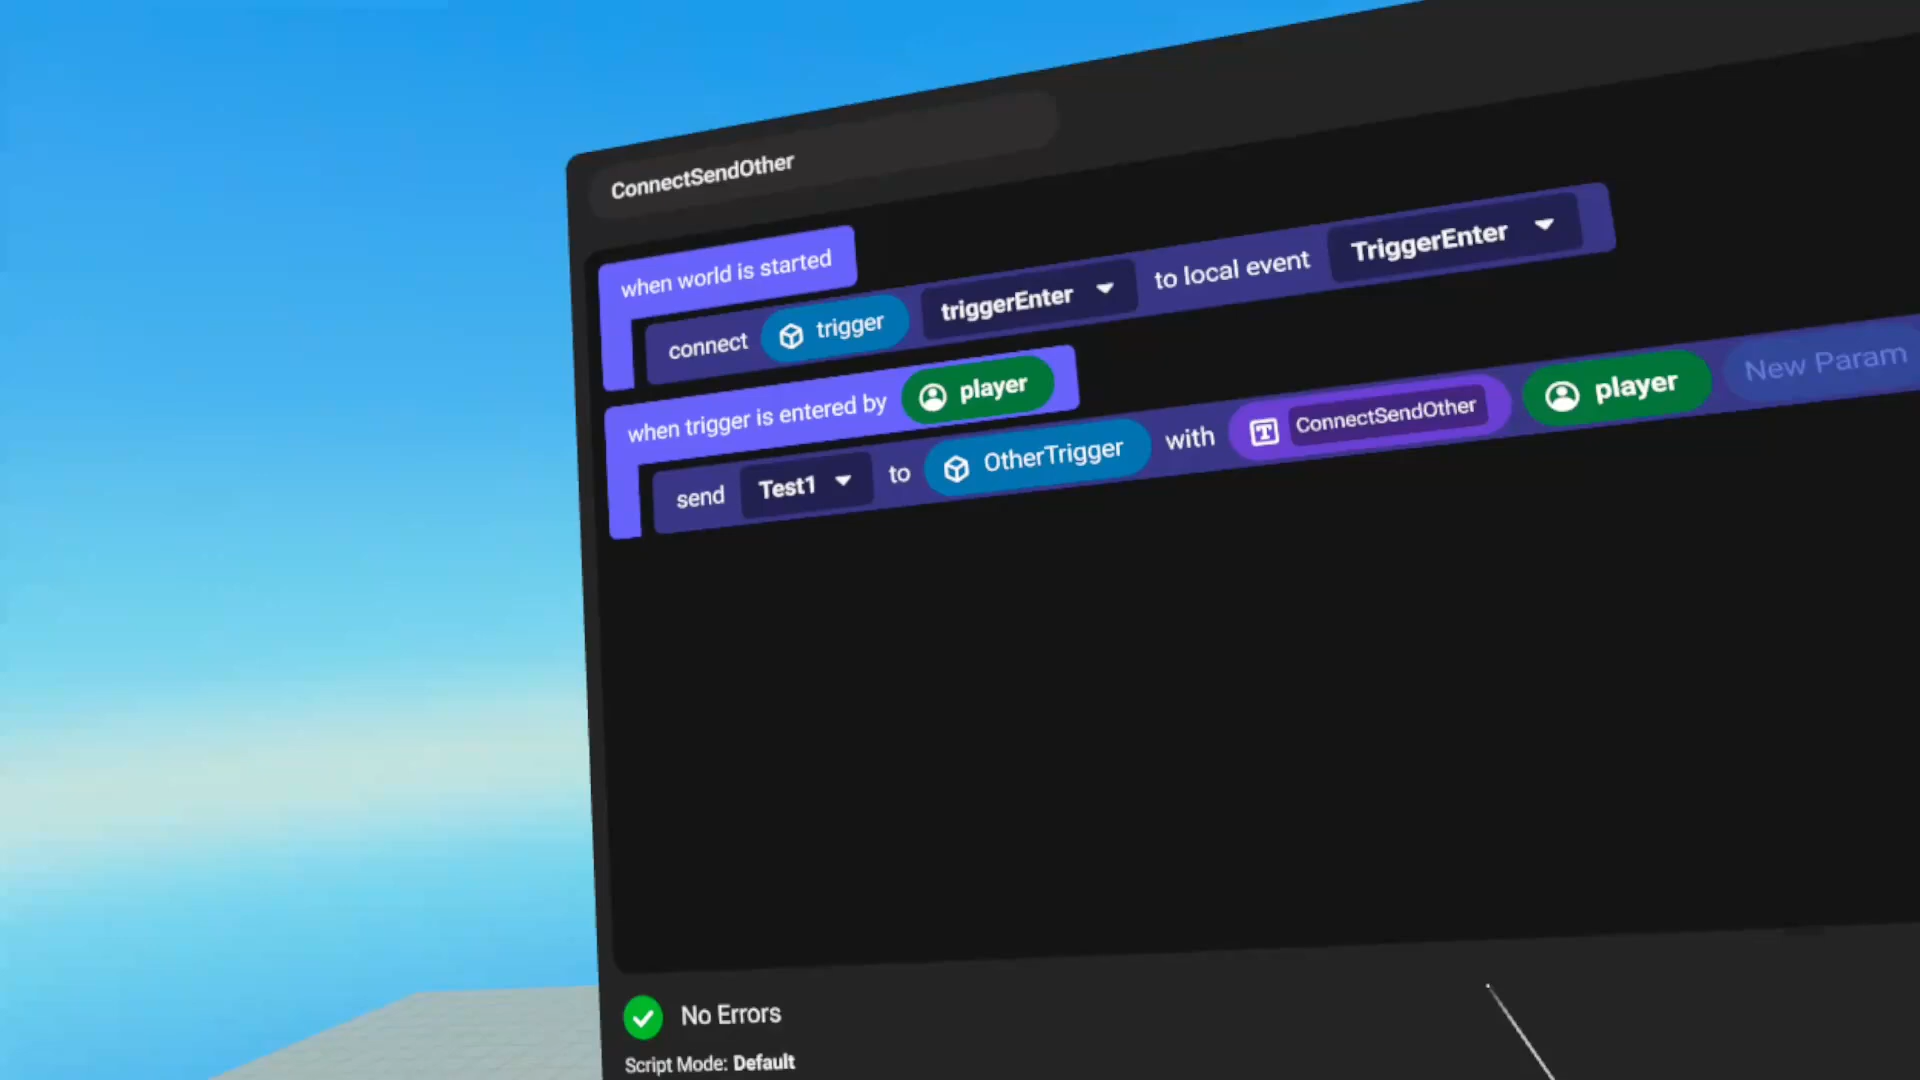 ConnectSendOther
when world is started
connect trigger triggerEnter to local event TriggerEnter
when trigger is entered by player
send Test1 to OtherTrigger with ConnectSendOther player New Param
No Errors
Script Mode: Default